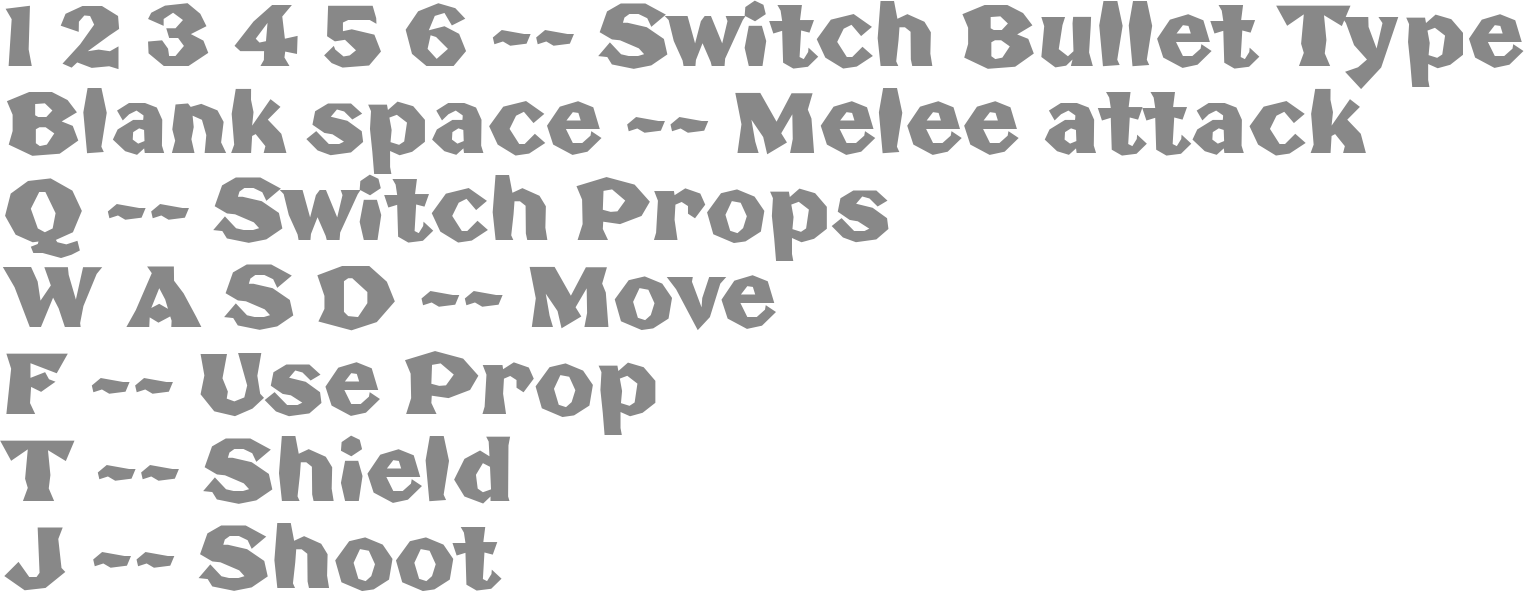 1 2 3 4 5 6 -- Switch Bullet Type
Blank space -- Melee attack
Q -- Switch Props
W A S D -- Move
F -- Use Prop
T -- Shield
J -- Shoot